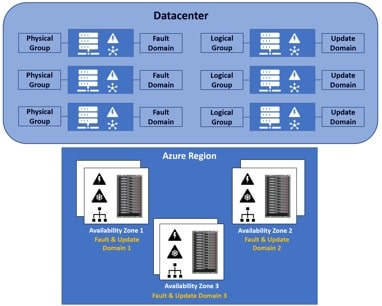 Datacenter
Physical Group
Fault Domain
Logical Group
Update Domain
Physical Group
Fault Domain
Logical Group
Update Domain
Physical Group
Fault Domain
Logical Group
Update Domain
Azure Region
Availability Zone 1
Fault & Update
Domain 1
Availability Zone 2
Fault & Update
Domain 2
Availability Zone 3
Fault & Update Domain 3